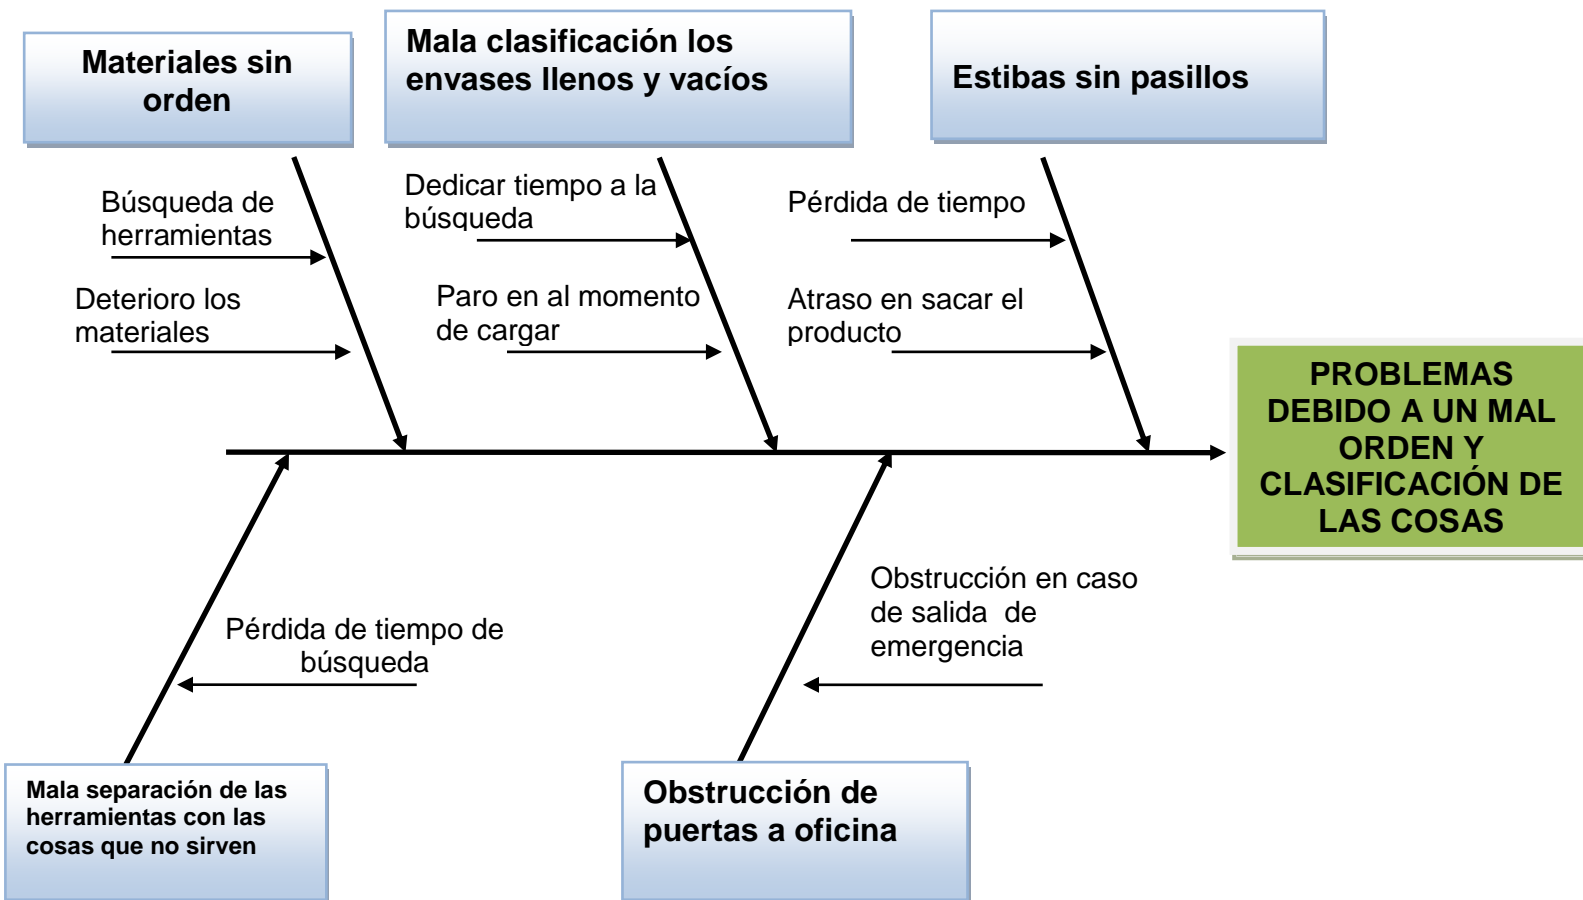 Materiales sin
orden
Mala clasificación los
envases llenos y vacíos
Estibas sin pasillos
Búsqueda de
herramientas
Deterioro los
materiales
Dedicar tiempo a la
búsqueda
Paro en al momento
de cargar
Pérdida de tiempo
Atraso en sacar el
producto
PROBLEMAS
DEBIDO A UN MAL
ORDEN Y
CLASIFICACIÓN DE
LAS COSAS
Pérdida de tiempo de
búsqueda
Obstrucción en caso
de salida de
emergencia
Mala separación de las
herramientas con las
cosas que no sirven
Obstrucción de
puertas a oficina